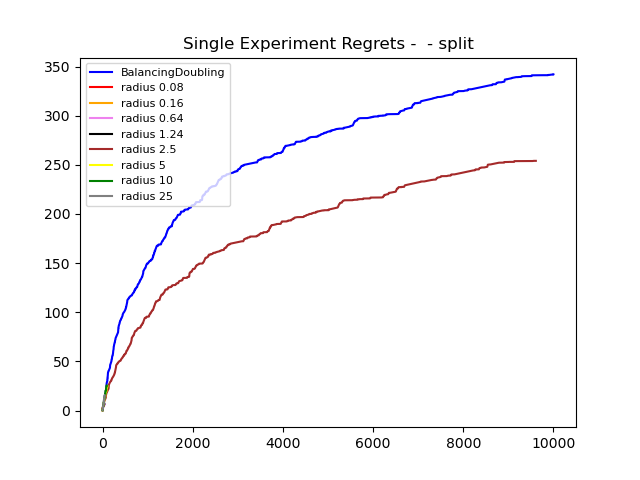 Single Experiment Regrets -  - split
350
300
250
200
150
100
50
0
BalancingDoubling
radius 0.08
radius 0.16
radius 0.64
radius 1.24
radius 2.5
radius 5
radius 10
radius 25
0 2000 4000 6000 8000 10000